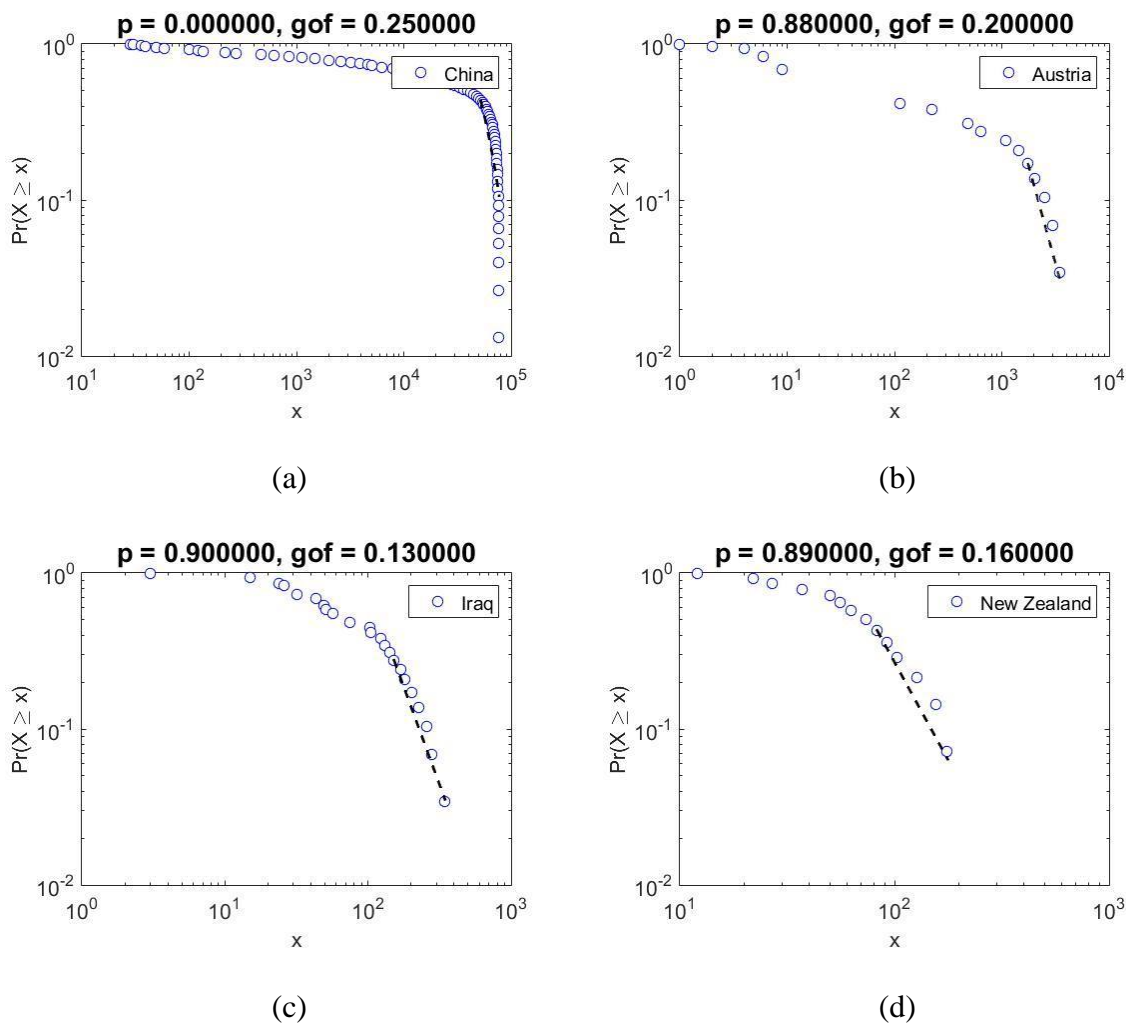 p = 0.000000, gof = 0.250000
China
Pr(X ≥ x)
10^0
10^-1
10^-2
10^1 10^2 10^3 10^4 10^5
x
(a)
p = 0.880000, gof = 0.200000
Austria
Pr(X ≥ x)
10^0
10^-1
10^-2
10^0 10^1 10^2 10^3 10^4
x
(b)
p = 0.900000, gof = 0.130000
Iraq
Pr(X ≥ x)
10^0
10^-1
10^-2
10^0 10^1 10^2 10^3
x
(c)
p = 0.890000, gof = 0.160000
New Zealand
Pr(X ≥ x)
10^0
10^-1
10^-2
10^1 10^2 10^3
x
(d)